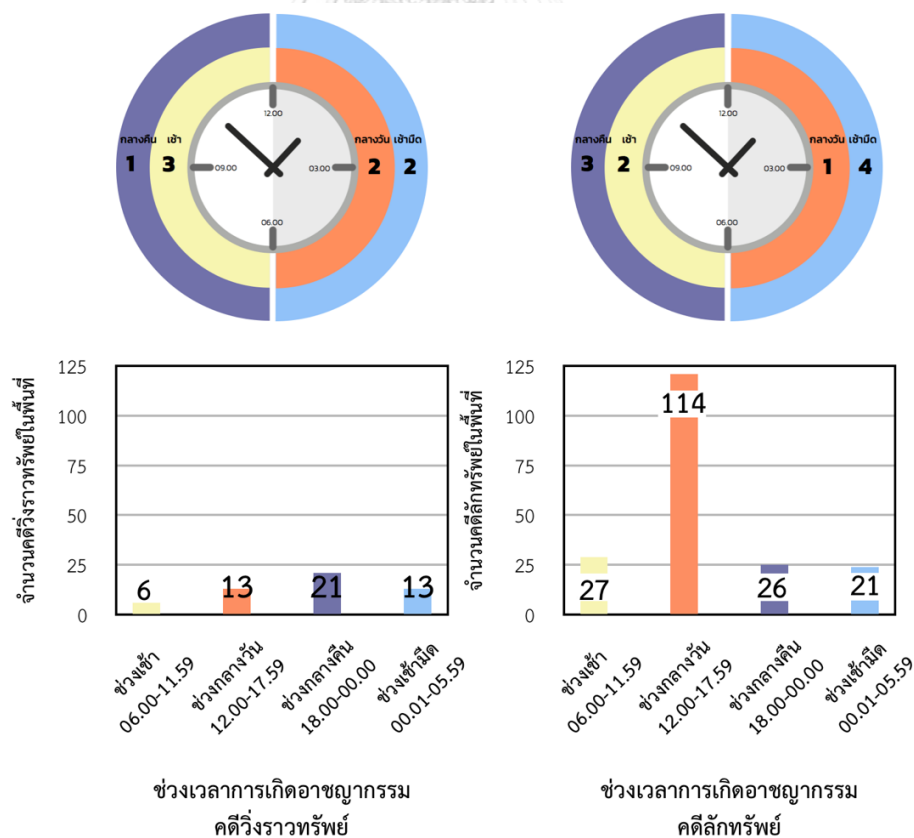 12.00
กลางคืน เช้า
1 3
09.00
03.00
กลางวัน เช้ามืด
2 2
06.00
12.00
กลางคืน เช้า
3 2
09.00
03.00
กลางวัน เช้ามืด
1 4
06.00
จำนวนคดีวิ่งราวทรัพย์ในพื้นที่
125
100
75
50
25
0
6
13
21
13
ช่วงเช้า
06.00-11.59
ช่วงกลางวัน
12.00-17.59
ช่วงกลางคืน
18.00-00.00
ช่วงเช้ามืด
00.01-05.59
ช่วงเวลาการเกิดอาชญากรรม
คดีวิ่งราวทรัพย์
จำนวนคดีลักทรัพย์ในพื้นที่
125
100
75
50
25
0
27
114
26
21
ช่วงเช้า
06.00-11.59
ช่วงกลางวัน
12.00-17.59
ช่วงกลางคืน
18.00-00.00
ช่วงเช้ามืด
00.01-05.59
ช่วงเวลาการเกิดอาชญากรรม
คดีลักทรัพย์